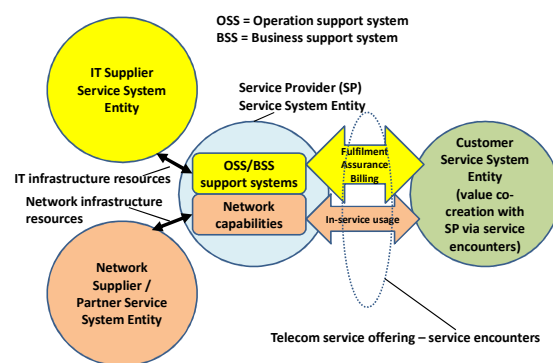 OSS = Operation support system
BSS = Business support system
IT Supplier
Service System
Entity
Service Provider (SP)
Service System Entity
IT infrastructure resources
Network infrastructure
resources
OSS/BSS
support systems
Network
capabilities
Fulfilment
Assurance
Billing
In-service usage
Customer
Service System
Entity
(value co-
creation with
SP via service
encounters)
Network
Supplier /
Partner Service
System Entity
Telecom service offering – service encounters